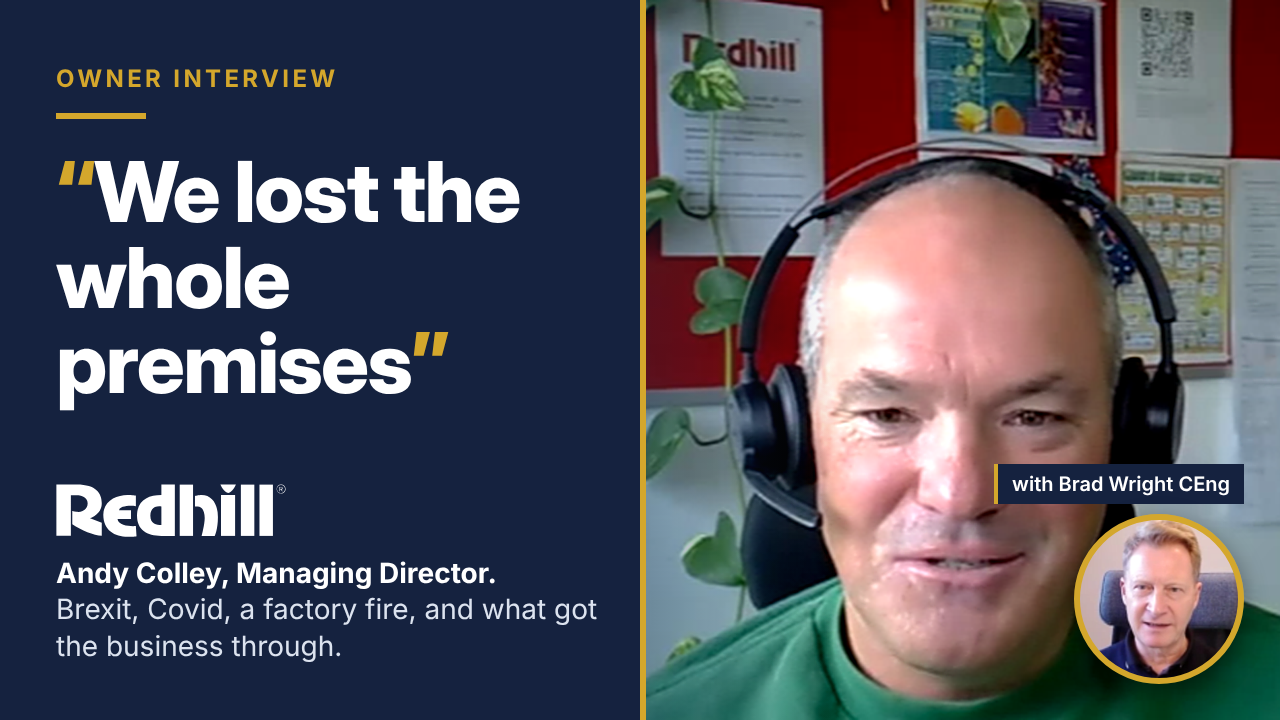 OWNER INTERVIEW
"We lost the
whole
premises"
Redhill®
Andy Colley, Managing Director.
Brexit, Covid, a factory fire, and what got
the business through.
Redhill
with Brad Wright CEng